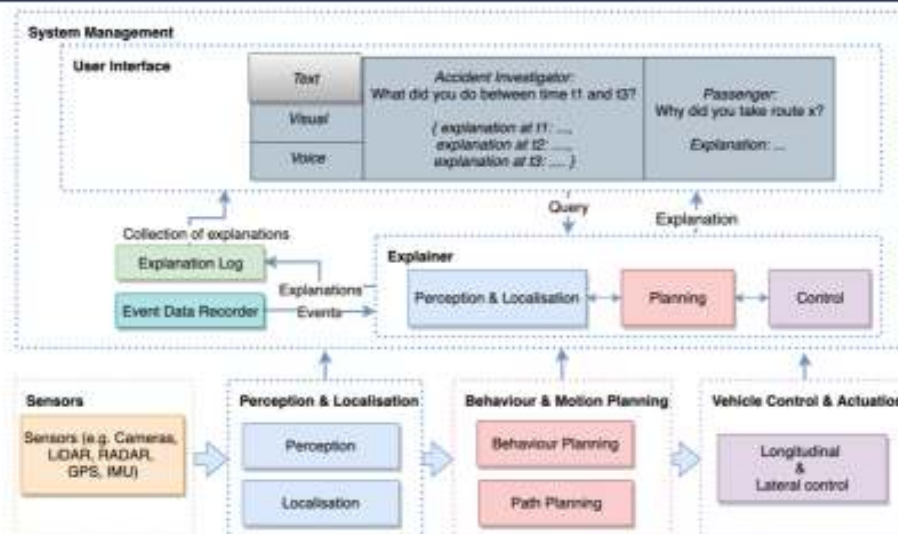 System Management
User Interface
Text
Visual
Voice
Accident Investigator:
What did you do between time t1 and t3?
{ explanation at t1: ...,
explanation at t2: ....,
explanation at t3: .... }
Passenger:
Why did you take route x?
Explanation: ...
Query
Explanation
Collection of explanations
Explanation Log
Explanations
Event Data Recorder
Events
Explainer
Perception & Localisation
Planning
Control
Sensors
Sensors (e.g. Cameras,
LiDAR, RADAR,
GPS, IMU)
Perception & Localisation
Perception
Localisation
Behaviour & Motion Planning
Behaviour Planning
Path Planning
Vehicle Control & Actuation
Longitudinal
&
Lateral control